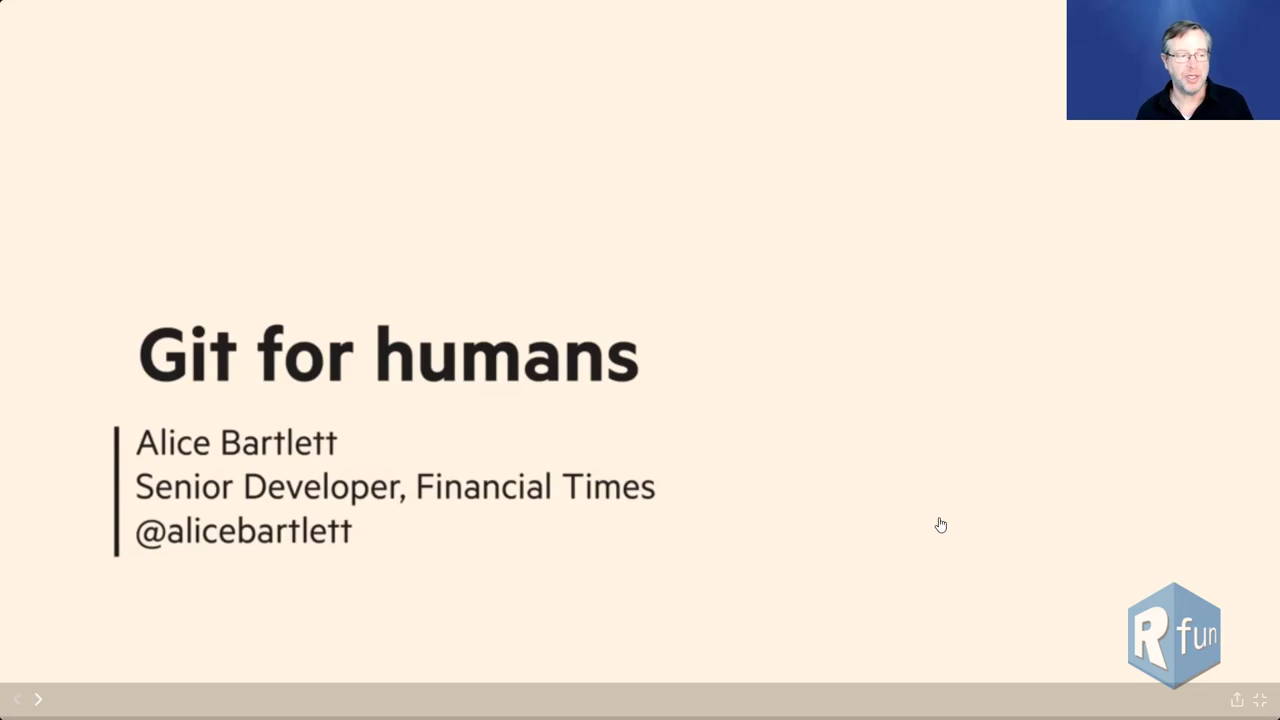 Git for humans
Alice Bartlett
Senior Developer, Financial Times
@alicebartlett
R fun